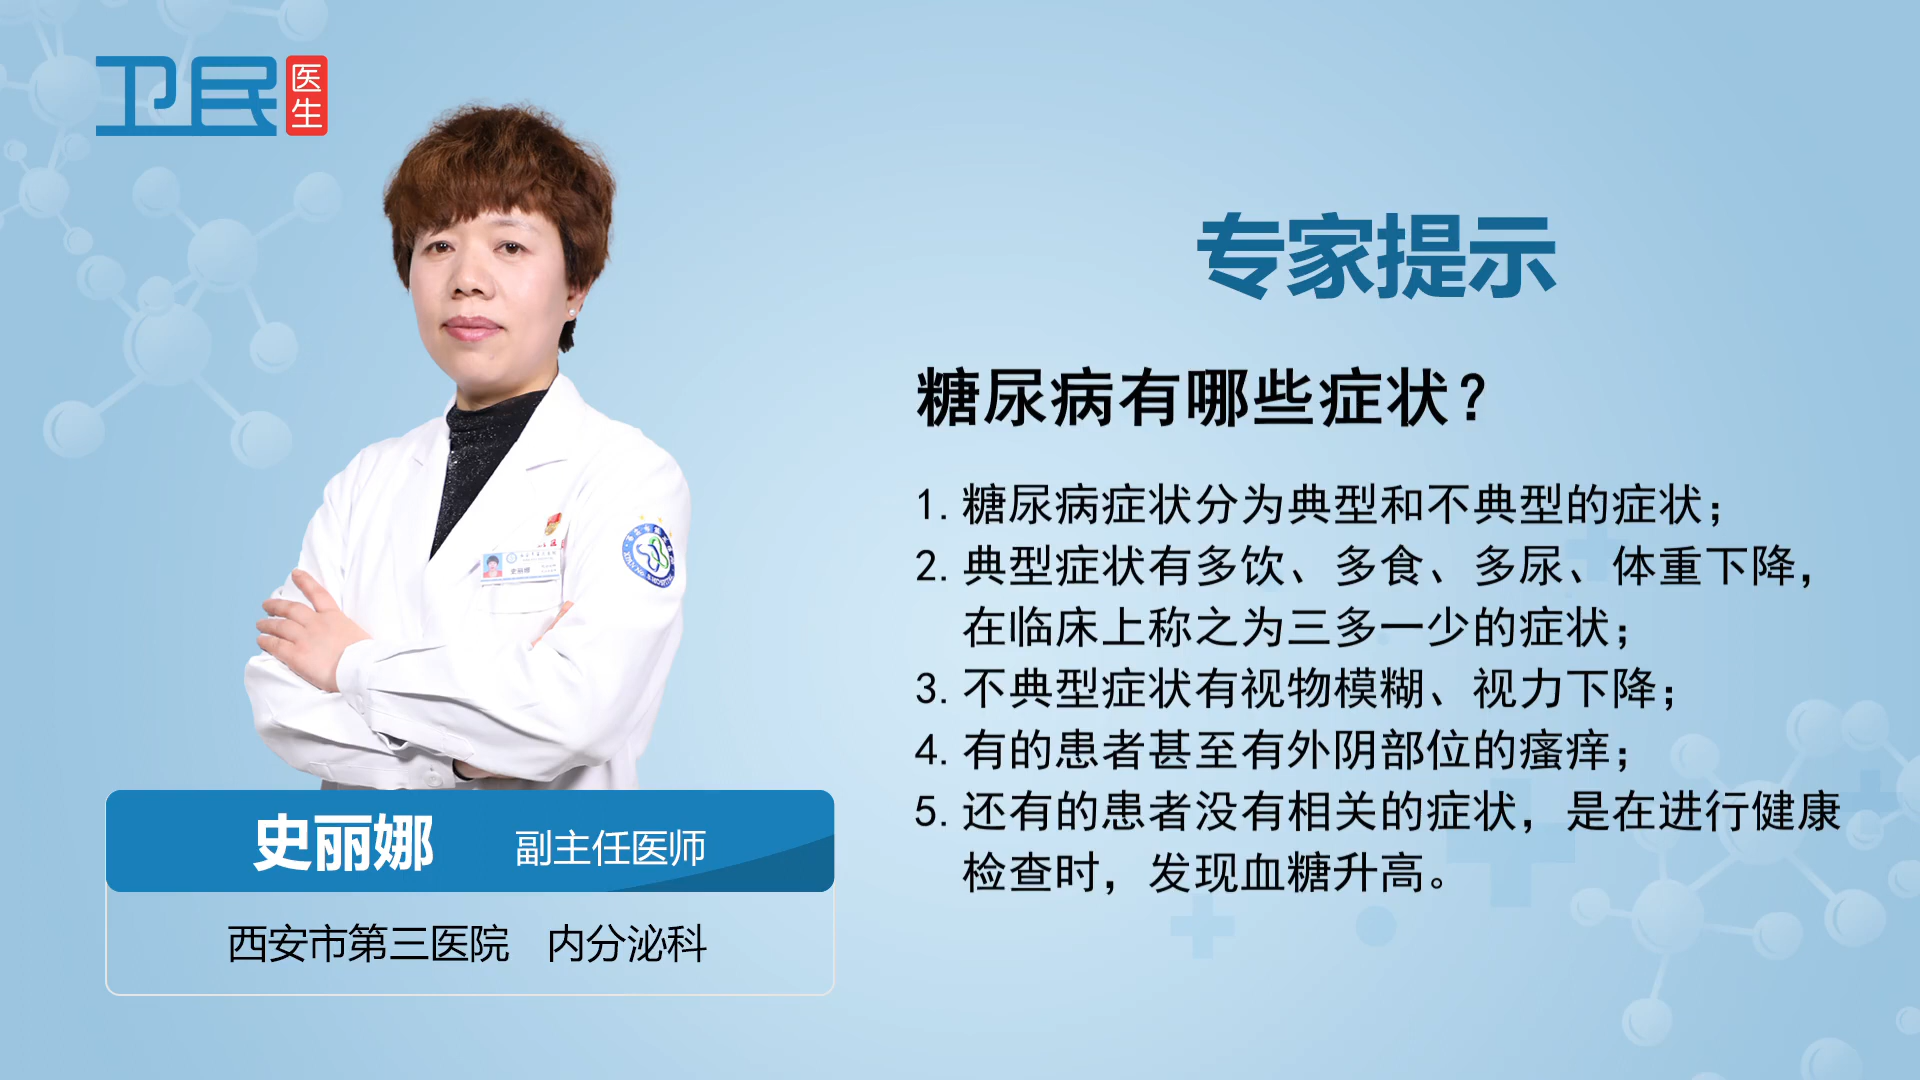 卫民医生
专家提示
糖尿病有哪些症状？
1. 糖尿病症状分为典型和不典型的症状；
2. 典型症状有多饮、多食、多尿、体重下降，
在临床上称之为三多一少的症状；
3. 不典型症状有视物模糊、视力下降；
4. 有的患者甚至有外阴部位的瘙痒；
5. 还有的患者没有相关的症状，是在进行健康
检查时，发现血糖升高。
史丽娜
史丽娜 副主任医师
西安市第三医院 内分泌科